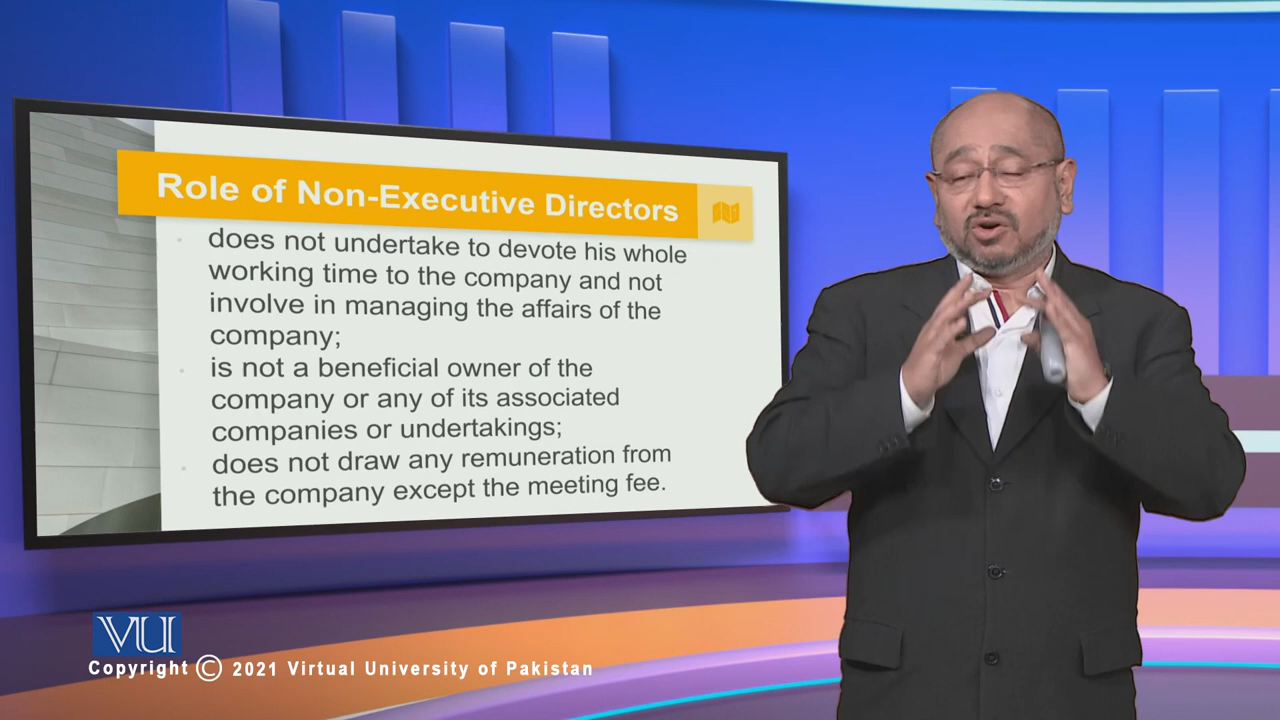 Role of Non-Executive Directors
does not undertake to devote his whole
working time to the company and not
involve in managing the affairs of the
company;
is not a beneficial owner of the
company or any of its associated
companies or undertakings;
does not draw any remuneration from
the company except the meeting fee.
VU
Copyright © 2021 Virtual University of Pakistan